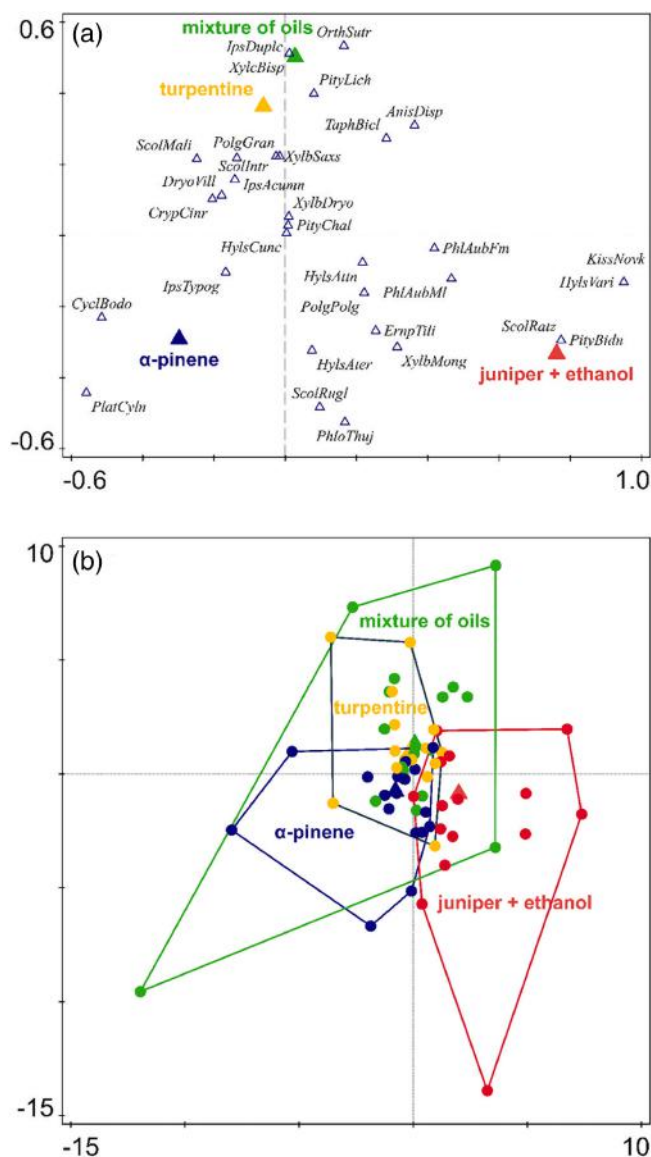 (a)
0.6
mixture of oils
OrthSutr
IpsDuplc
XylcBisp
PityLich
turpentine
AnisDisp
TaphBicl
ScolMali
PolgGran
XylbSaxs
ScolIntr
DryoVill
IpsAcumn
CrypCinr
XylbDryo
PityChal
HylsCunc
PhlAubFm
KissNovk
IpsTypog
HylsAttn
PhlAubMl
HylsVari
PolgPolg
CyclBodo
ErnpTili
ScolRatz
PityBidn
α-pinene
HylsAter
XylbMong
juniper + ethanol
PlatCyln
ScolRugl
PhloThuj
-0.6
-0.6
1.0
(b)
10
mixture of oils
turpentine
α-pinene
juniper + ethanol
-15
-15
10